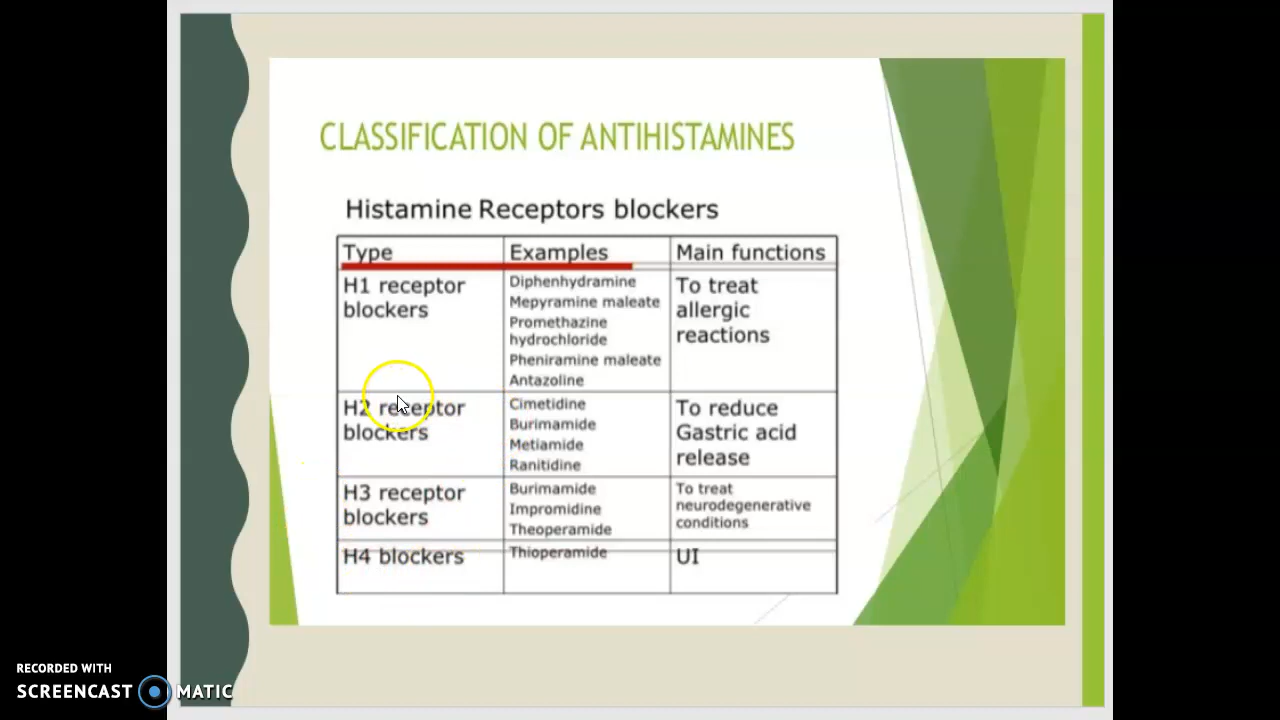 CLASSIFICATION OF ANTIHISTAMINES
Histamine Receptors blockers
Type Examples Main functions
H1 receptor
blockers
Diphenhydramine
Mepyramine maleate
Promethazine
hydrochloride
Pheniramine maleate
Antazoline
To treat
allergic
reactions
H2 receptor
blockers
Cimetidine
Burimamide
Metiamide
Ranitidine
To reduce
Gastric acid
release
H3 receptor
blockers
Burimamide
Impromidine
Theoperamide
To treat
neurodegenerative
conditions
H4 blockers
Thioperamide
UI
RECORDED WITH
SCREENCAST MATIC